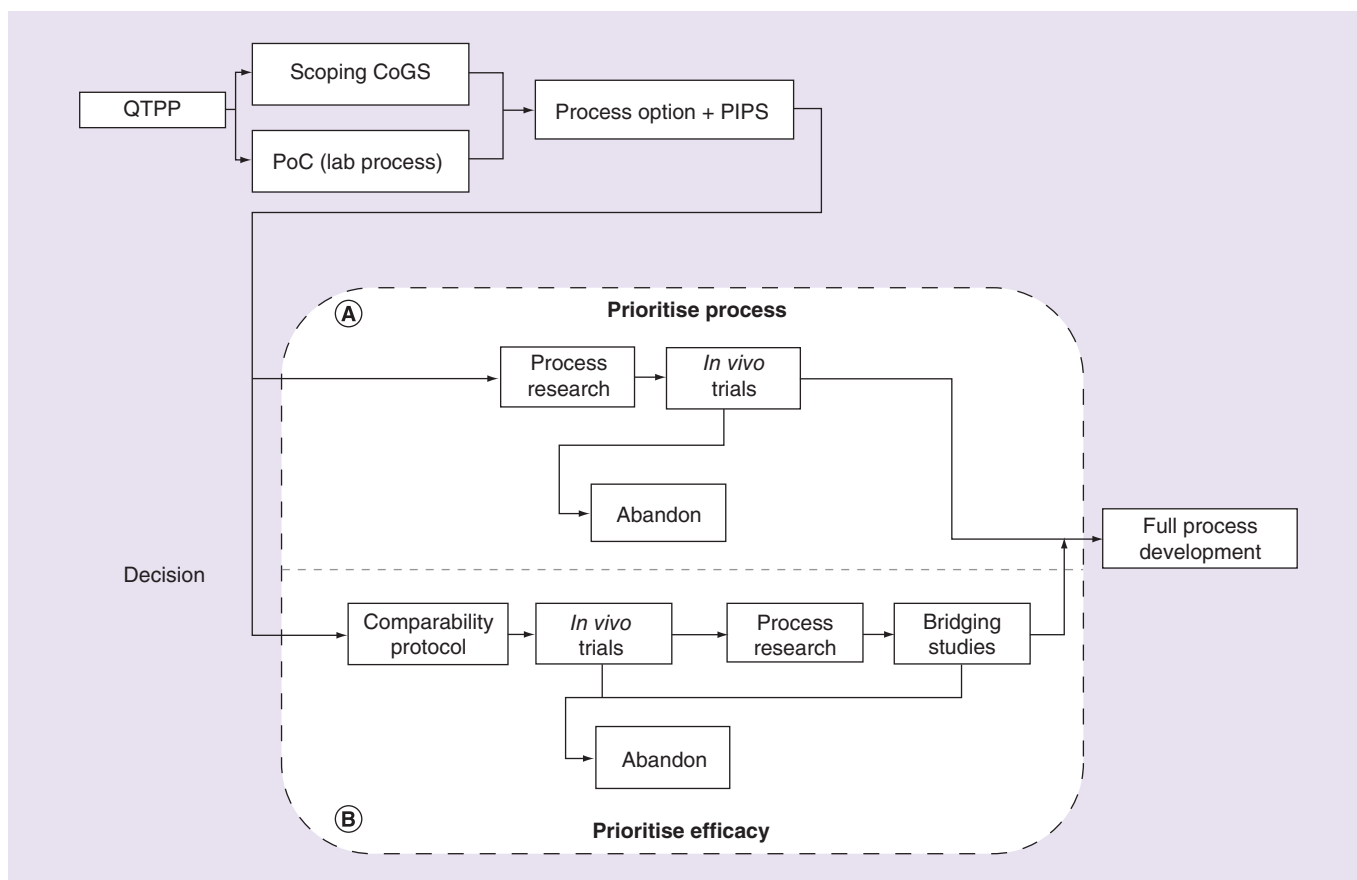 Scoping CoGS
QTPP
Process option + PIPS
PoC (lab process)
A
Prioritise process
Process
research
In vivo
trials
Abandon
Full process
development
Decision
Comparability
protocol
In vivo
trials
Process
research
Bridging
studies
Abandon
B
Prioritise efficacy